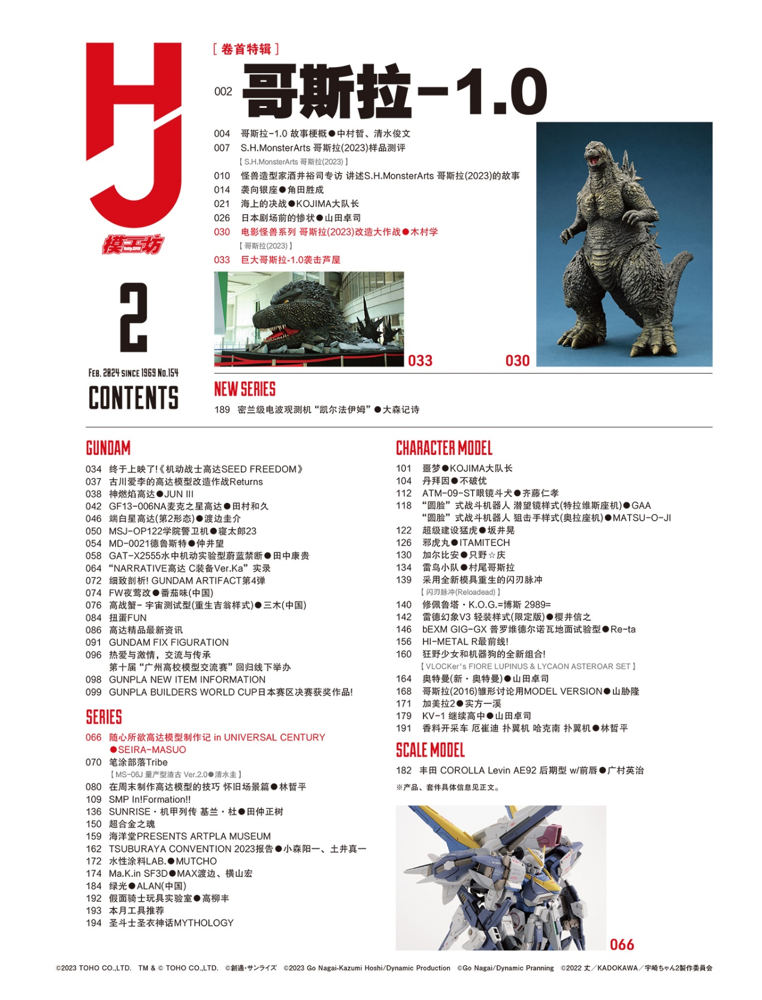 HJ
模工坊
Hobby JAPAN
2
FEB. 2024 SINCE 1969 NO.154
CONTENTS
［卷首特辑］
002 哥斯拉-1.0
004 哥斯拉-1.0 故事梗概●中村哲、清水俊文
007 S.H.MonsterArts 哥斯拉(2023)样品测评
【 S.H.MonsterArts 哥斯拉(2023) 】
010 怪兽造型家酒井裕司专访 讲述S.H.MonsterArts 哥斯拉(2023)的故事
014 袭向银座●角田胜成
021 海上的决战●KOJIMA大队长
026 日本剧场前的惨状●山田卓司
030 电影怪兽系列 哥斯拉(2023)改造大作战●木村学
【 哥斯拉(2023) 】
033 巨大哥斯拉-1.0袭击芦屋
033
030
NEW SERIES
189 密兰级电波观测机 “凯尔法伊姆” ●大森记诗
GUNDAM
034 终于上映了!《机动战士高达SEED FREEDOM》
037 古川爱李的高达模型改造作战Returns
038 神燃焰高达●JUN III
042 GF13-006NA麦克之星高达●田村和久
046 端白星高达(第2形态)●渡边圭介
050 MSJ-OP122学院警卫机●寝太郎23
054 MD-0021德鲁斯特●仲井望
058 GAT-X2555水中机动实验型蔚蓝禁断●田中康贵
064 “NARRATIVE高达 C装备Ver.Ka” 实录
072 细致剖析! GUNDAM ARTIFACT第4弹
074 FW夜莺改●番茄味(中国)
076 高战蟹- 宇宙测试型(重生吉翁样式)●三木(中国)
084 扭蛋FUN
086 高达精品最新资讯
091 GUNDAM FIX FIGURATION
096 热爱与激情，交流与传承
第十届 “广州高校模型交流赛” 回归线下举办
098 GUNPLA NEW ITEM INFORMATION
099 GUNPLA BUILDERS WORLD CUP日本赛区决赛获奖作品!
SERIES
066 随心所欲高达模型制作记 in UNIVERSAL CENTURY
●SEIRA-MASUO
070 笔涂部落Tribe
【 MS-06J 量产型渣古 Ver.2.0●清水圭 】
080 在周末制作高达模型的技巧 怀旧场景篇●林哲平
109 SMP In!Formation!!
136 SUNRISE・机甲列传 基兰・杜●田仲正树
150 超合金之魂
159 海洋堂PRESENTS ARTPLA MUSEUM
162 TSUBURAYA CONVENTION 2023报告●小森阳一、土井真一
172 水性涂料LAB.●MUTCHO
174 Ma.K.in SF3D●MAX渡边、横山宏
184 绿光●ALAN(中国)
192 假面骑士玩具实验室●高柳丰
193 本月工具推荐
194 圣斗士圣衣神话MYTHOLOGY
CHARACTER MODEL
101 噩梦●KOJIMA大队长
104 丹拜因●不破优
112 ATM-09-ST眼镜斗犬●齐藤仁孝
118 “圆脸” 式战斗机器人 潜望镜样式(特拉维斯座机)●GAA
“圆脸” 式战斗机器人 狙击手样式(奥拉座机)●MATSU-O-JI
122 超级建设猛虎●坂井晃
126 邪虎丸●ITAMITECH
130 加尔比安●只野☆庆
134 雷鸟小队●村尾哥斯拉
139 采用全新模具重生的闪刃脉冲
【 闪刃脉冲(Reloadead) 】
140 修佩鲁塔・K.O.G.=博斯 2989=
142 雷德幻象V3 轻装样式(限定版)●樱井信之
146 bEXM GIG-GX 普罗维德尔诺瓦地面试验型●Re-ta
156 HI-METAL R最前线!
160 狂野少女和机器狗的全新组合!
【 VLOCKer's FIORE LUPINUS & LYCAON ASTEROAR SET 】
164 奥特曼(新・奥特曼)●山田卓司
168 哥斯拉(2016)雏形讨论用MODEL VERSION●山胁隆
171 加美拉2●实方一溪
179 KV-1 继续高中●山田卓司
191 香料开采车 厄崔迪 扑翼机 哈克南 扑翼机●林哲平
SCALE MODEL
182 丰田 COROLLA Levin AE92 后期型 w/前唇●广村英治
※产品、套件具体信息见正文。
066
©2023 TOHO CO.,LTD. TM & © TOHO CO.,LTD. ©創通・サンライズ ©2023 Go Nagai-Kazumi Hoshi/Dynamic Production ©Go Nagai/Dynamic Pranning ©2022 丈／KADOKAWA／宇崎ちゃん2製作委員会